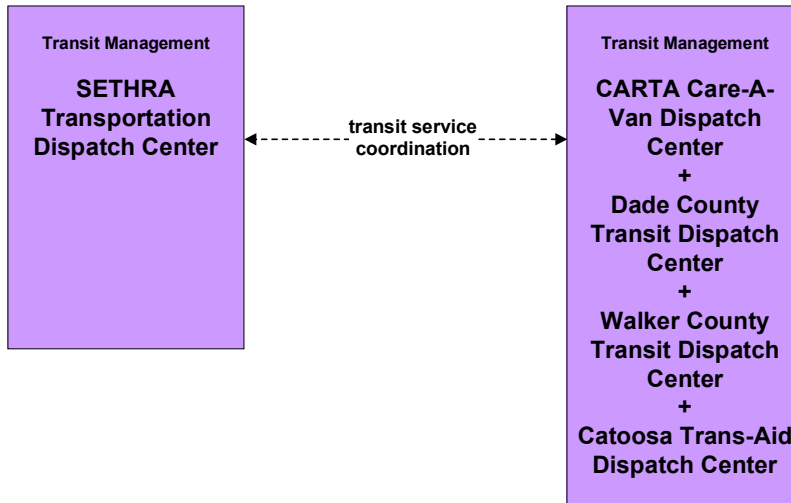 Transit Management
SETHRA
Transportation
Dispatch Center
transit service
coordination
Transit Management
CARTA Care-A-
Van Dispatch
Center
+
Dade County
Transit Dispatch
Center
+
Walker County
Transit Dispatch
Center
+
Catoosa Trans-Aid
Dispatch Center